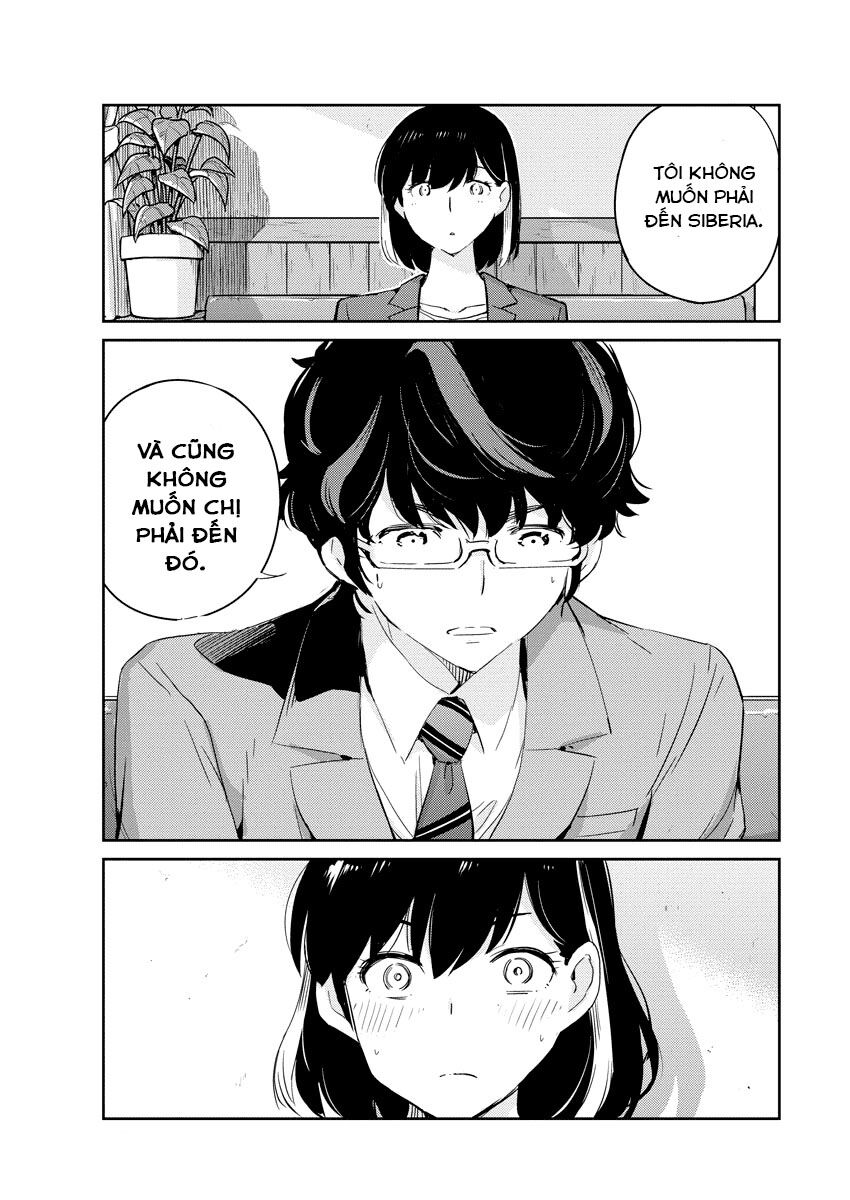 TÔI KHÔNG
MUỐN PHẢI
ĐẾN SIBERIA.
VÀ CŨNG
KHÔNG
MUỐN CHỊ
PHẢI ĐẾN
ĐÓ.